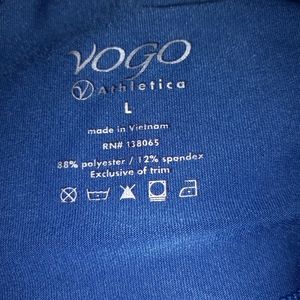 VOGO
Athletica
L
made in Vietnam
RN# 138065
88% polyester / 12% spandex
Exclusive of trim